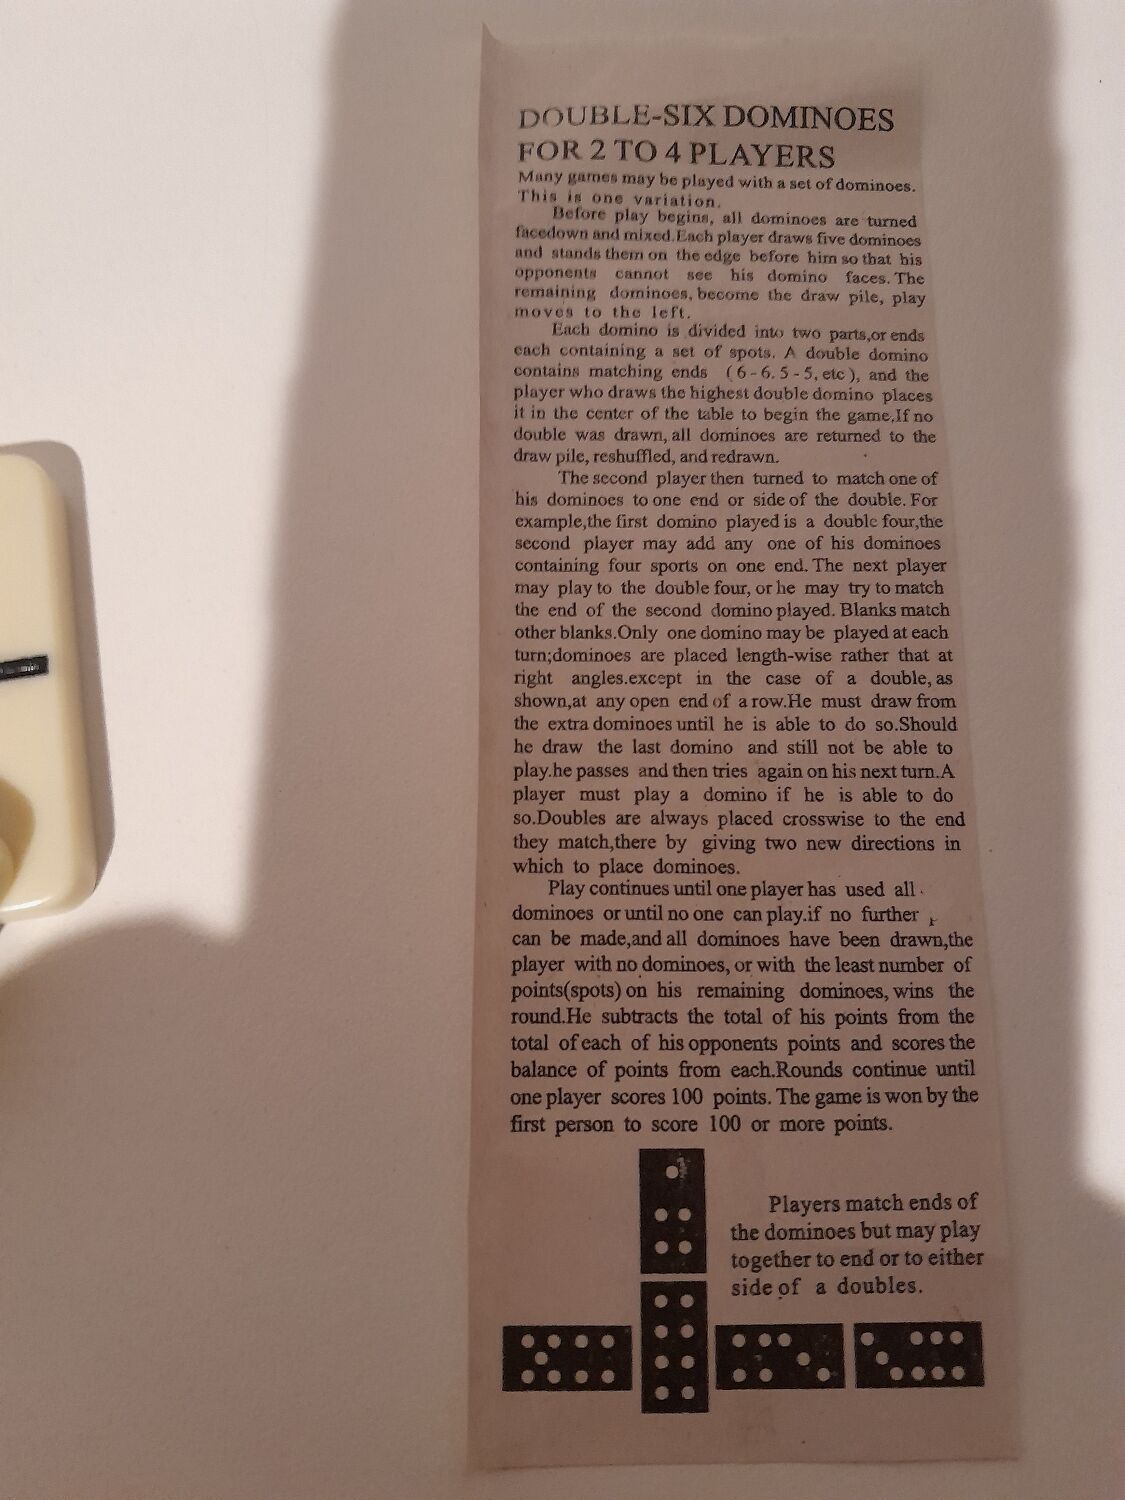 DOUBLE-SIX DOMINOES
FOR 2 TO 4 PLAYERS
Many games may be played with a set of dominoes.
This is one variation.
Before play begins, all dominoes are turned
facedown and mixed.Each player draws five dominoes
and stands them on the edge before him so that his
opponents cannot see his domino faces. The
remaining dominoes, become the draw pile, play
moves to the left.
Each domino is divided into two parts,or ends
each containing a set of spots. A double domino
contains matching ends ( 6 - 6. 5 - 5, etc ), and the
player who draws the highest double domino places
it in the center of the table to begin the game.If no
double was drawn, all dominoes are returned to the
draw pile, reshuffled, and redrawn.
The second player then turned to match one of
his dominoes to one end or side of the double. For
example,the first domino played is a double four,the
second player may add any one of his dominoes
containing four sports on one end. The next player
may play to the double four, or he may try to match
the end of the second domino played. Blanks match
other blanks.Only one domino may be played at each
turn;dominoes are placed length-wise rather that at
right angles.except in the case of a double, as
shown,at any open end of a row.He must draw from
the extra dominoes until he is able to do so.Should
he draw the last domino and still not be able to
play.he passes and then tries again on his next turn.A
player must play a domino if he is able to do
so.Doubles are always placed crosswise to the end
they match,there by giving two new directions in
which to place dominoes.
Play continues until one player has used all
dominoes or until no one can play.if no further
can be made,and all dominoes have been drawn,the
player with no dominoes, or with the least number of
points(spots) on his remaining dominoes, wins the
round.He subtracts the total of his points from the
total of each of his opponents points and scores the
balance of points from each.Rounds continue until
one player scores 100 points. The game is won by the
first person to score 100 or more points.
Players match ends of
the dominoes but may play
together to end or to either
side of a doubles.